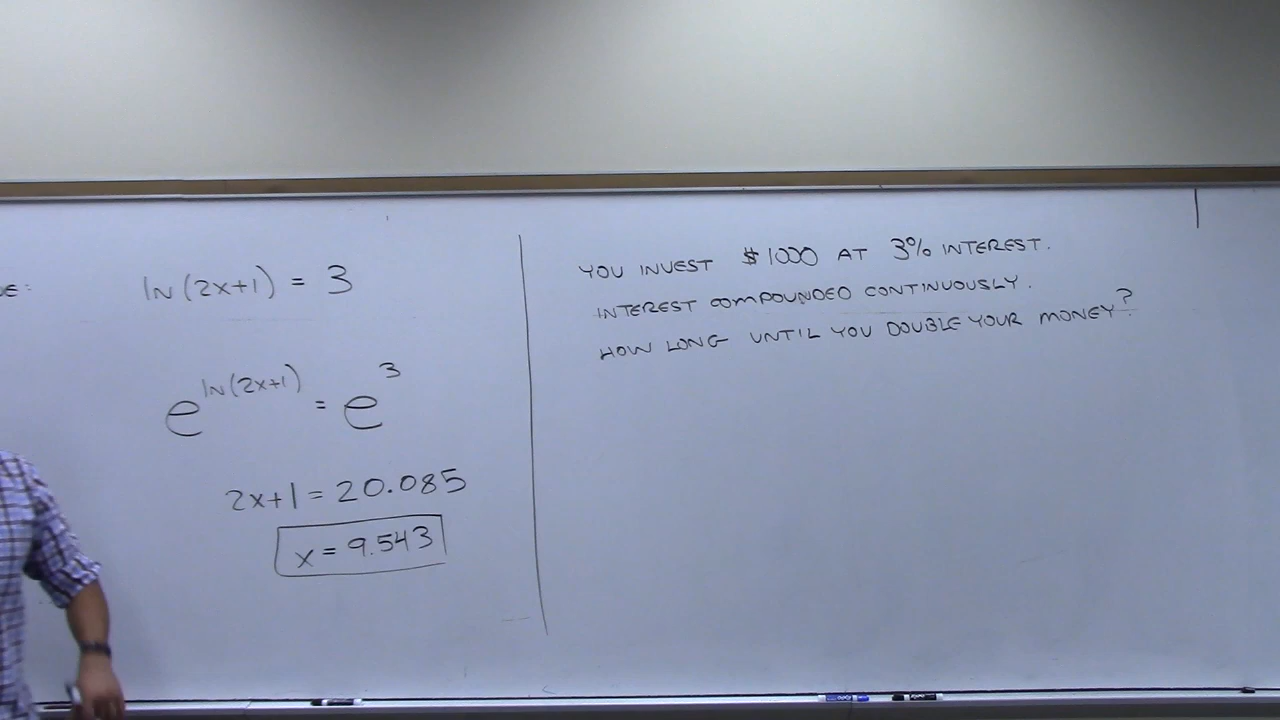 ln(2x+1) = 3
e^ln(2x+1) = e^3
2x+1 = 20.085
x = 9.543
YOU INVEST $1000 AT 3% INTEREST.
INTEREST COMPOUNDED CONTINUOUSLY.
HOW LONG UNTIL YOU DOUBLE YOUR MONEY?